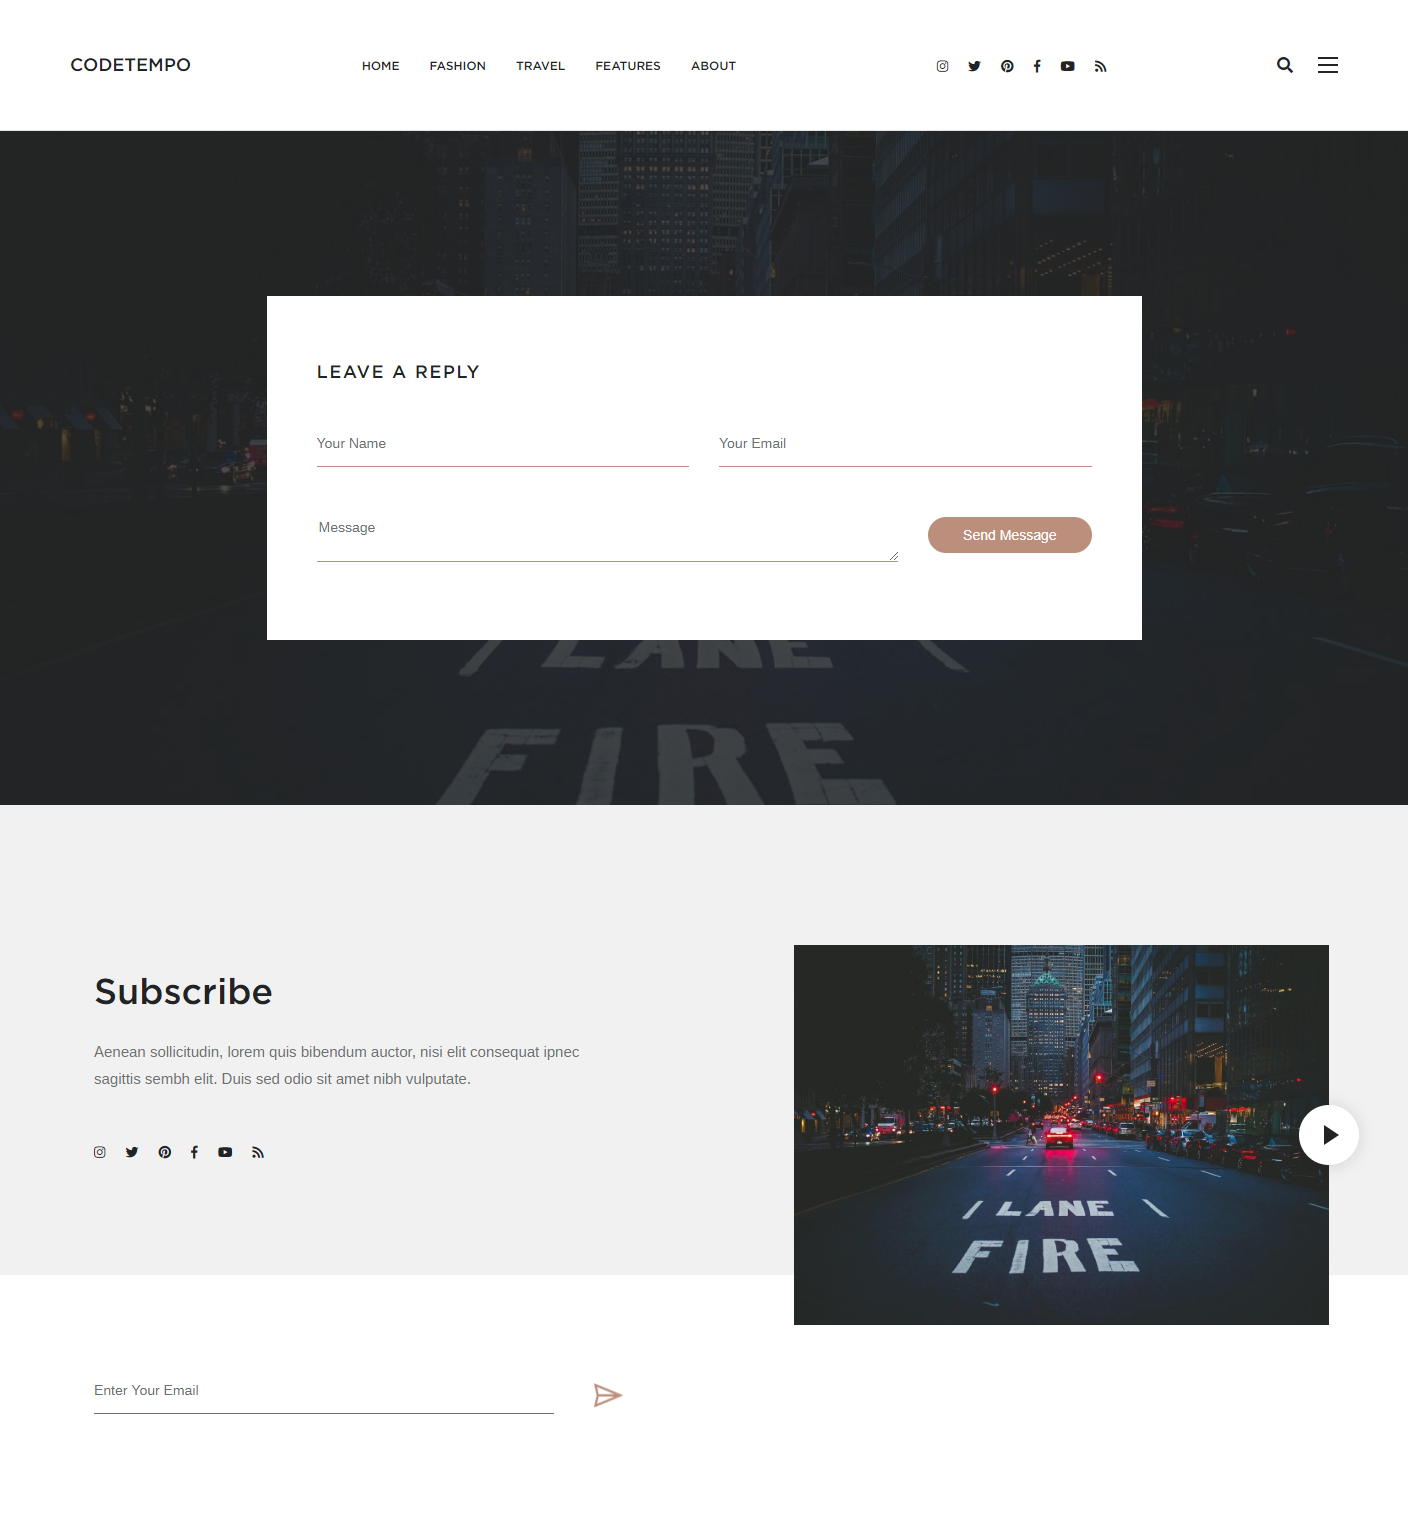 CODETEMPO HOME FASHION TRAVEL FEATURES ABOUT
LEAVE A REPLY
Your Name Your Email
Message Send Message
LANE
FIRE
Subscribe
Aenean sollicitudin, lorem quis bibendum auctor, nisi elit consequat ipnec
sagittis sembh elit. Duis sed odio sit amet nibh vulputate.
LANE
FIRE
Enter Your Email